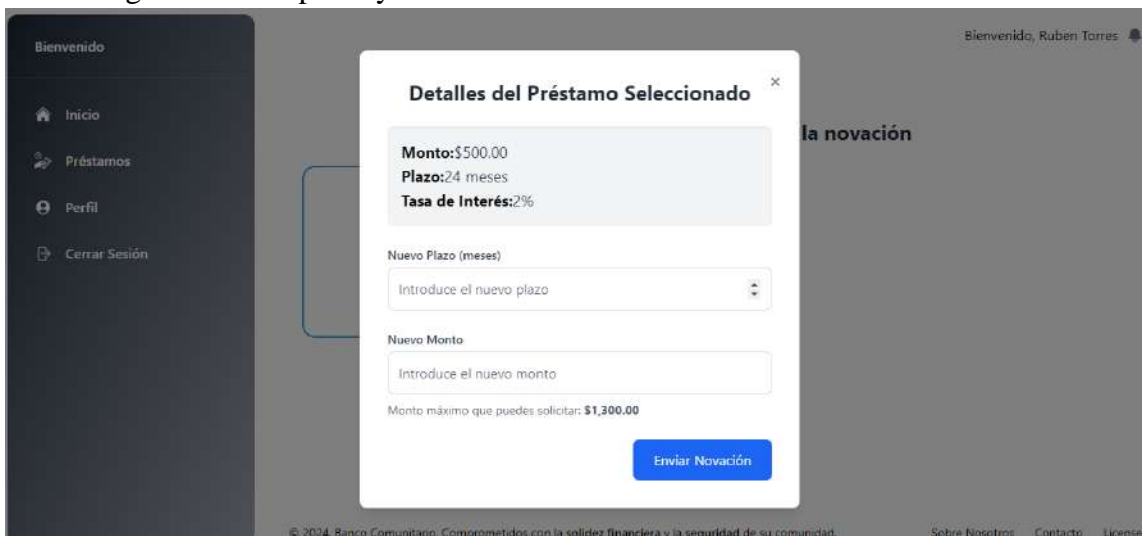 Bienvenido
Bienvenido, Ruben Torres
Inicio
Préstamos
Perfil
Cerrar Sesión
la novación
Detalles del Préstamo Seleccionado
×
Monto:$500.00
Plazo:24 meses
Tasa de Interés:2%
Nuevo Plazo (meses)
Introduce el nuevo plazo
Nuevo Monto
Introduce el nuevo monto
Monto máximo que puedes solicitar: $1,300.00
Enviar Novación
© 2024 Banco Comunitario. Comprometidos con la solidez financiera y la seguridad de su comunidad.
Sobre Nosotros Contacto License